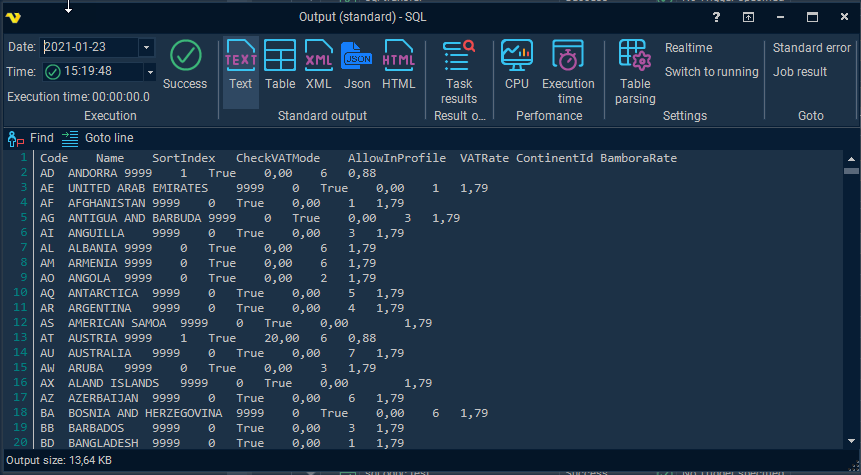 Output (standard) - SQL
Date: 2021-01-23
Time: 15:19:48
Execution time: 00:00:00.0
Success
Execution
TEXT
Text
Table
XML
XML
JSON
Json
HTML
HTML
Standard output
Task results
Result o...
CPU
Execution time
Perfomance
Table parsing
Realtime
Switch to running
Settings
Standard error
Job result
Goto
Find Goto line
1 Code Name SortIndex CheckVATMode AllowInProfile VATRate ContinentId BamboraRate
2 AD ANDORRA 9999 1 True 0,00 6 0,88
3 AE UNITED ARAB EMIRATES 9999 0 True 0,00 1 1,79
4 AF AFGHANISTAN 9999 0 True 0,00 1 1,79
5 AG ANTIGUA AND BARBUDA 9999 0 True 0,00 3 1,79
6 AI ANGUILLA 9999 0 True 0,00 3 1,79
7 AL ALBANIA 9999 0 True 0,00 6 1,79
8 AM ARMENIA 9999 0 True 0,00 6 1,79
9 AO ANGOLA 9999 0 True 0,00 2 1,79
10 AQ ANTARCTICA 9999 0 True 0,00 5 1,79
11 AR ARGENTINA 9999 0 True 0,00 4 1,79
12 AS AMERICAN SAMOA 9999 0 True 0,00 1,79
13 AT AUSTRIA 9999 1 True 20,00 6 0,88
14 AU AUSTRALIA 9999 0 True 0,00 7 1,79
15 AW ARUBA 9999 0 True 0,00 3 1,79
16 AX ALAND ISLANDS 9999 0 True 0,00 1,79
17 AZ AZERBAIJAN 9999 0 True 0,00 6 1,79
18 BA BOSNIA AND HERZEGOVINA 9999 0 True 0,00 6 1,79
19 BB BARBADOS 9999 0 True 0,00 3 1,79
20 BD BANGLADESH 9999 0 True 0,00 1 1,79
Output size: 13,64 KB